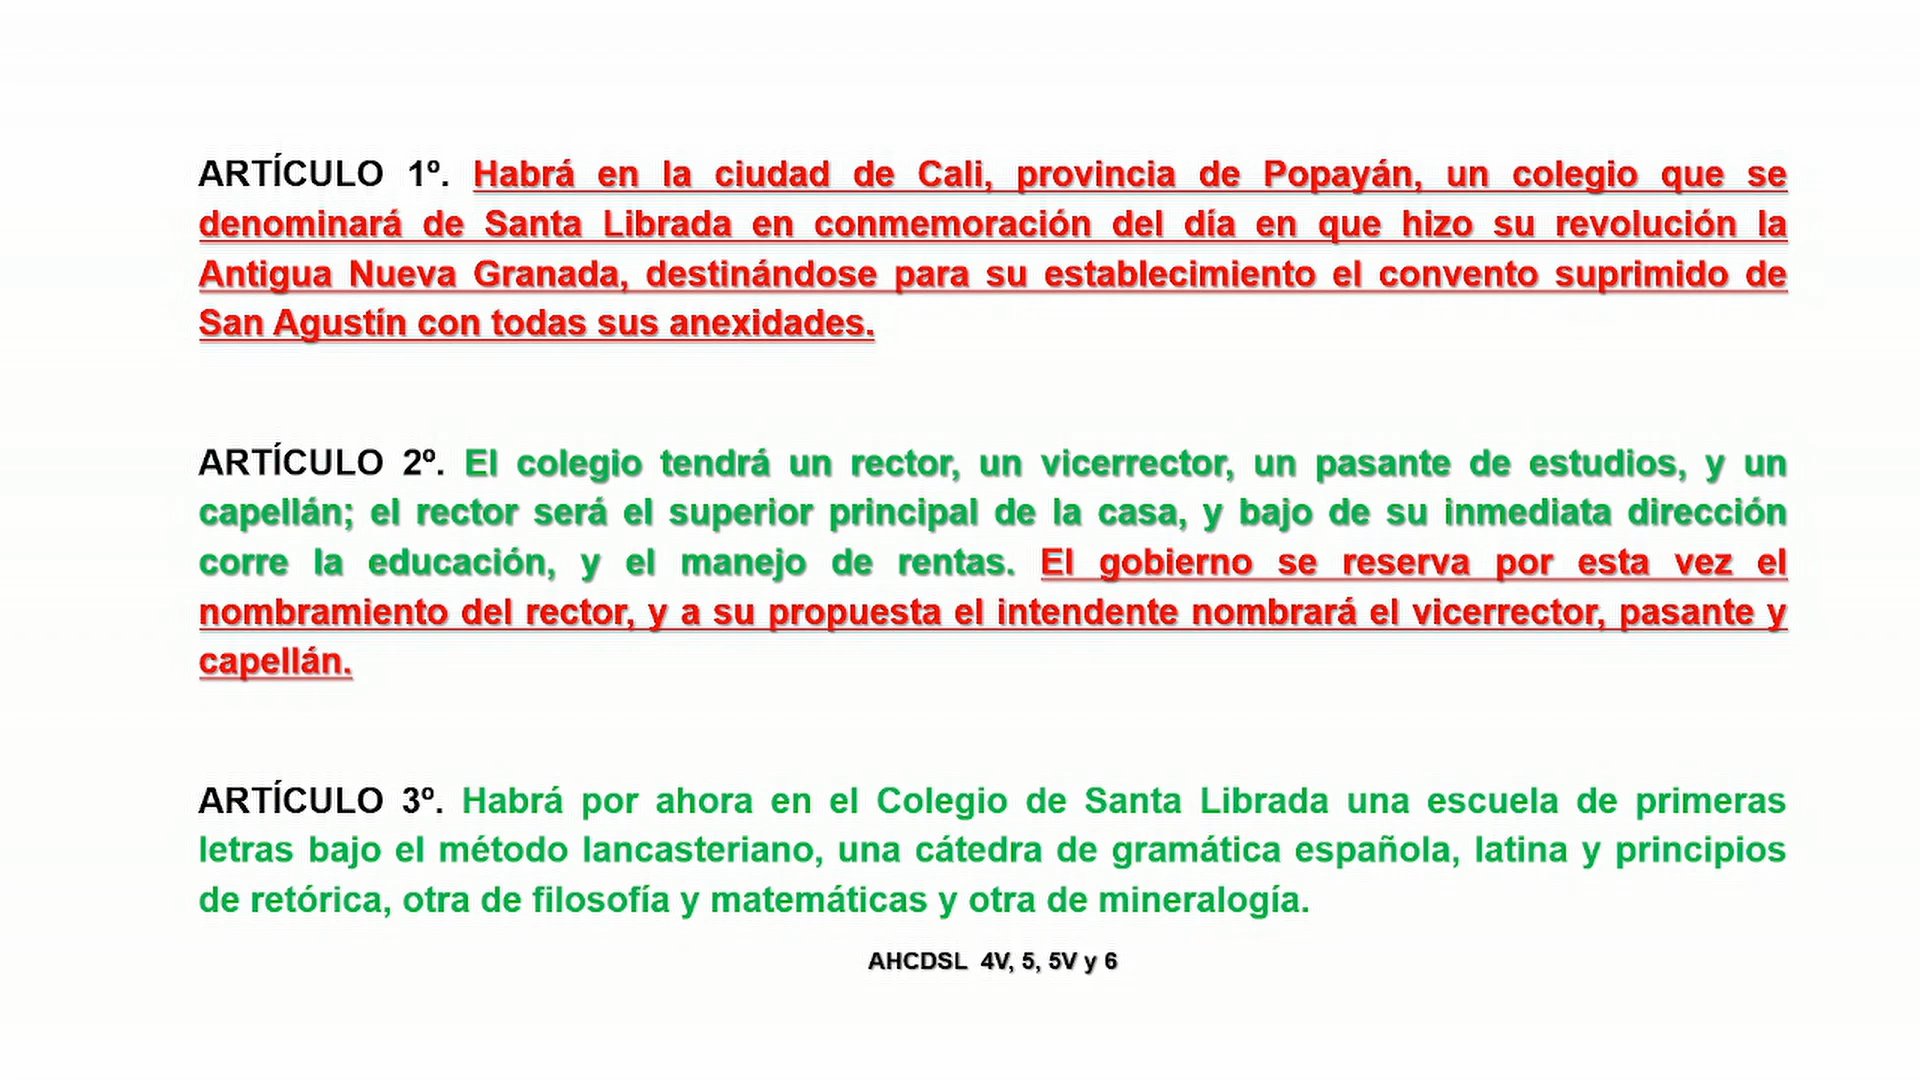 ARTÍCULO 1º. Habrá en la ciudad de Cali, provincia de Popayán, un colegio que se
denominará de Santa Librada en conmemoración del día en que hizo su revolución la
Antigua Nueva Granada, destinándose para su establecimiento el convento suprimido de
San Agustín con todas sus anexidades.
ARTÍCULO 2º. El colegio tendrá un rector, un vicerrector, un pasante de estudios, y un
capellán; el rector será el superior principal de la casa, y bajo de su inmediata dirección
corre la educación, y el manejo de rentas. El gobierno se reserva por esta vez el
nombramiento del rector, y a su propuesta el intendente nombrará el vicerrector, pasante y
capellán.
ARTÍCULO 3º. Habrá por ahora en el Colegio de Santa Librada una escuela de primeras
letras bajo el método lancasteriano, una cátedra de gramática española, latina y principios
de retórica, otra de filosofía y matemáticas y otra de mineralogía.
AHCDSL 4V, 5, 5V y 6